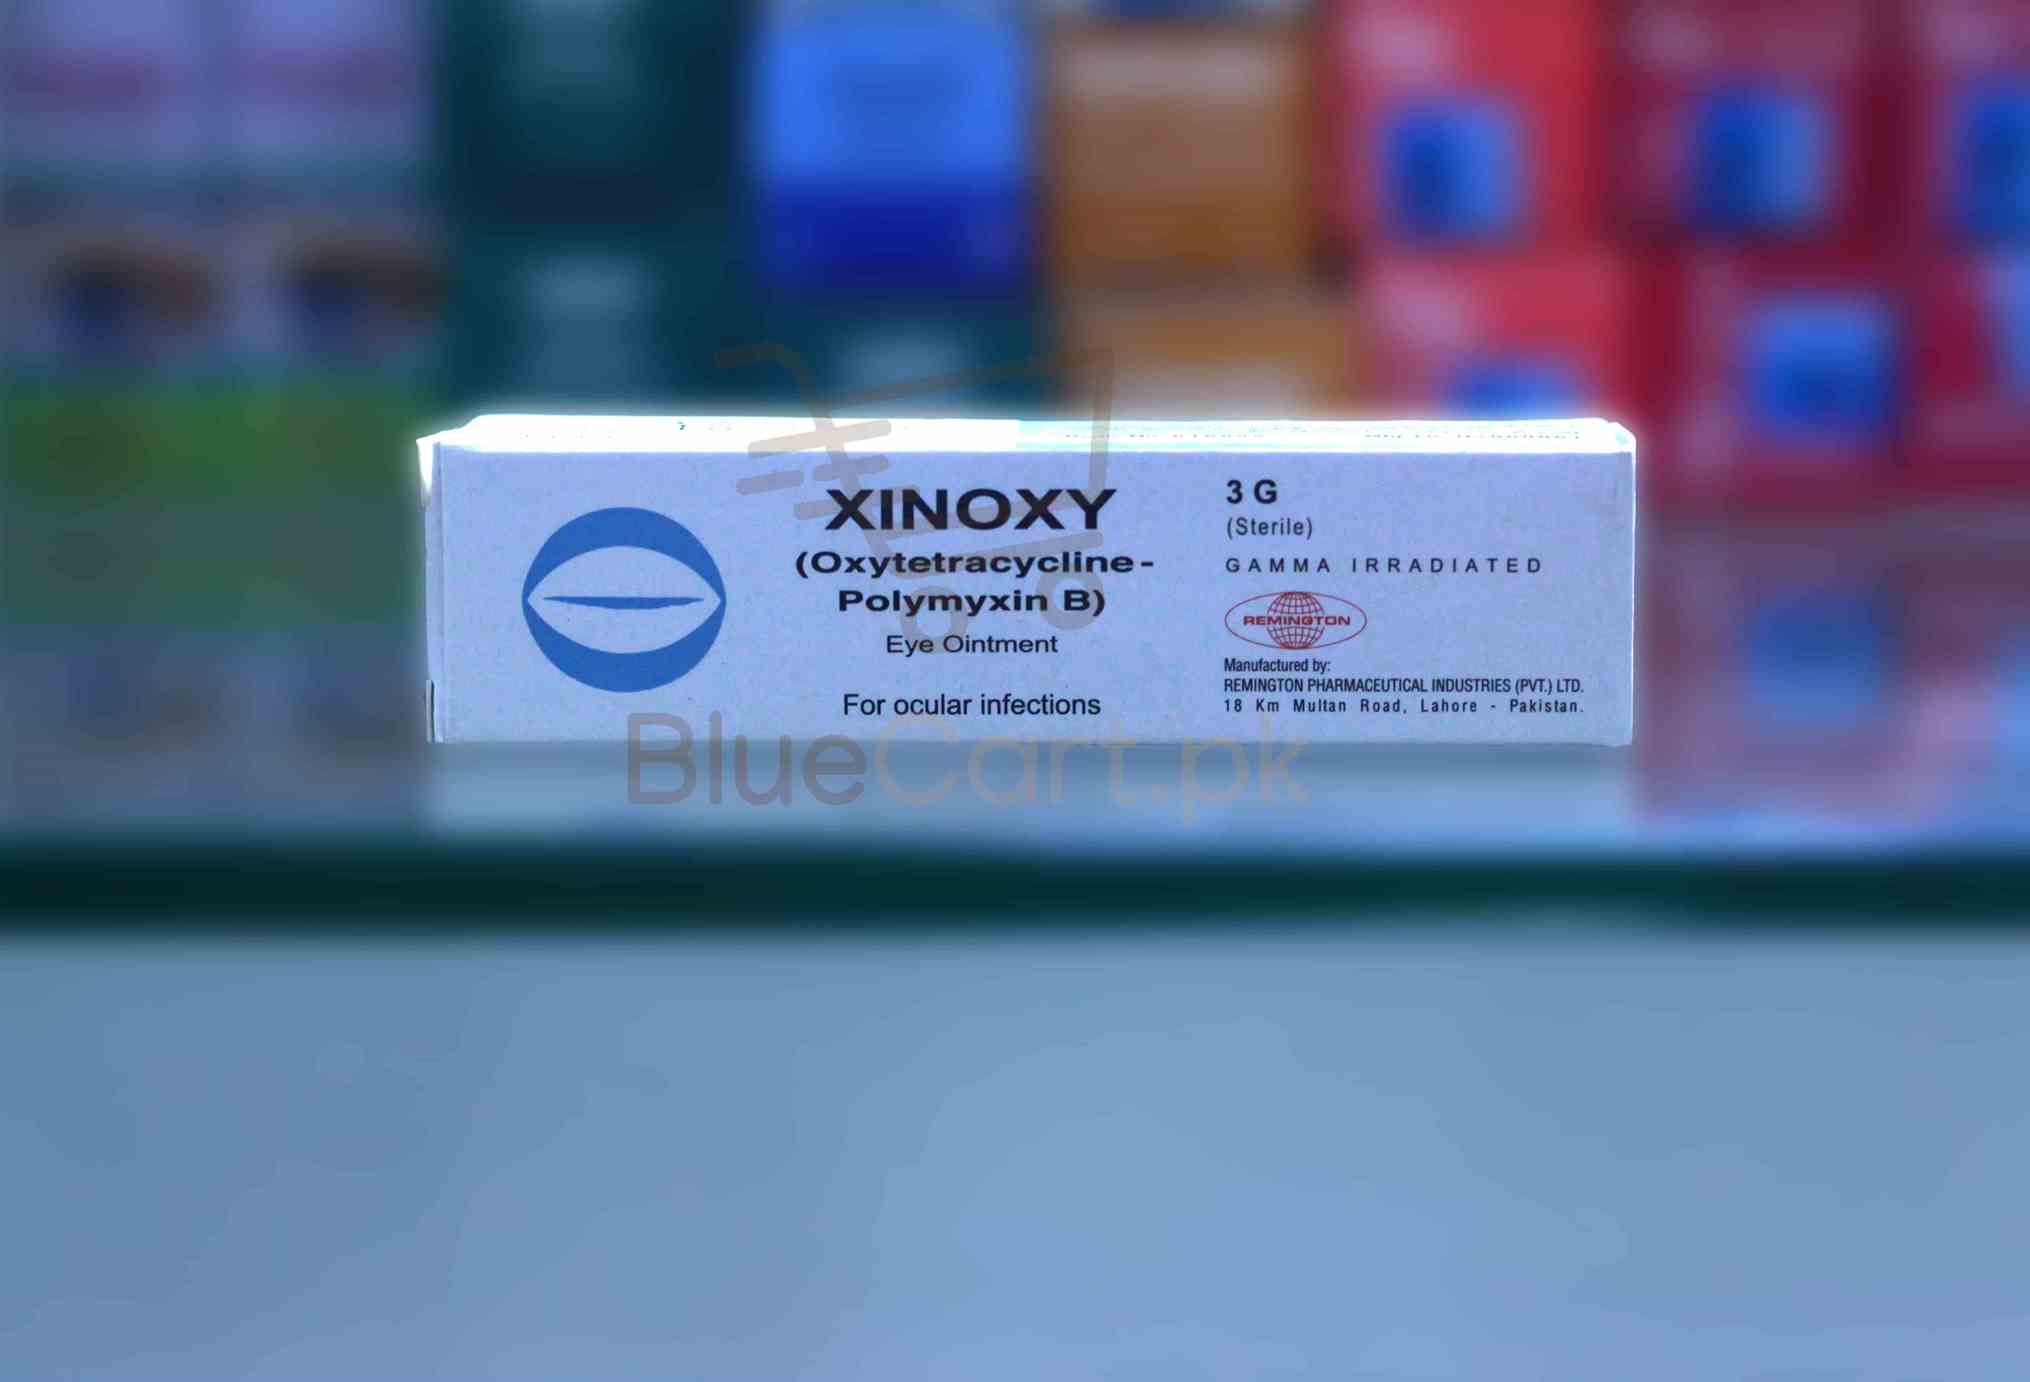 XINOXY
(Oxytetracycline-
Polymyxin B)
Eye Ointment
For ocular infections
3 G
(Sterile)
GAMMA IRRADIATED
REMINGTON
Manufactured by:
REMINGTON PHARMACEUTICAL INDUSTRIES (PVT.) LTD.
18 Km Multan Road, Lahore - Pakistan.
BlueCart.pk